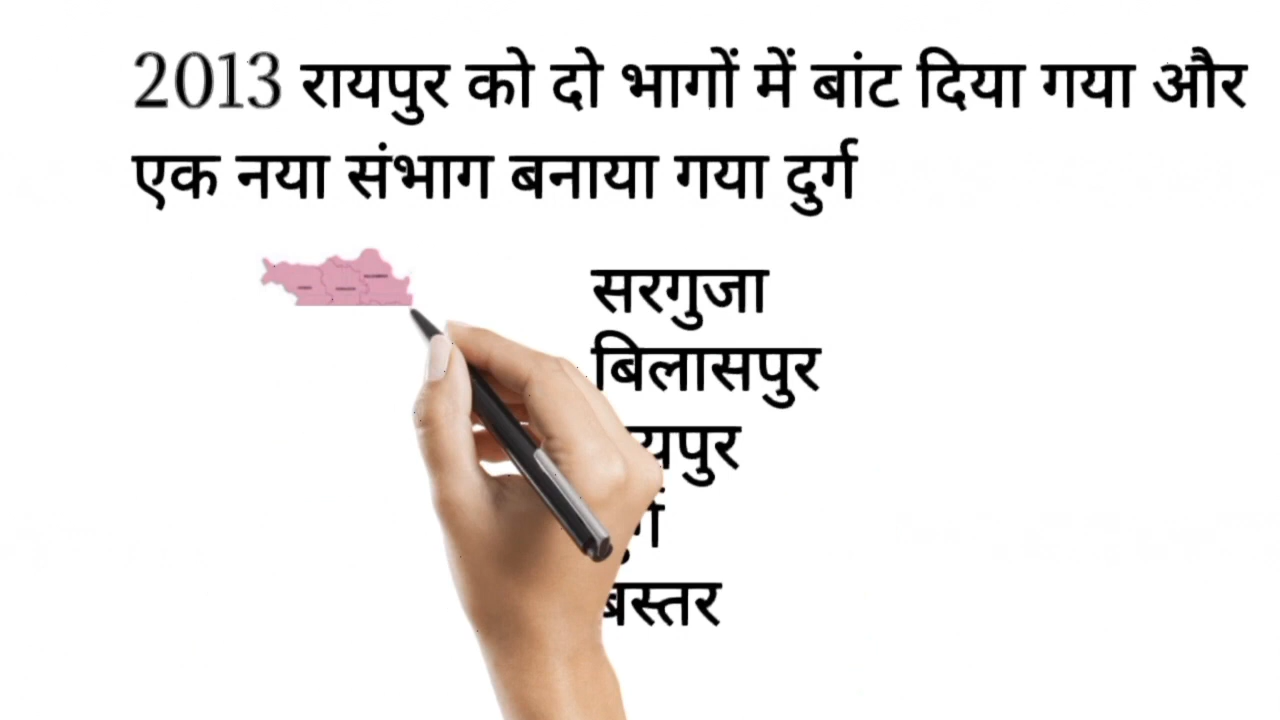 2013 रायपुर को दो भागों में बांट दिया गया और
एक नया संभाग बनाया गया दुर्ग
सरगुजा
बिलासपुर
बस्तर